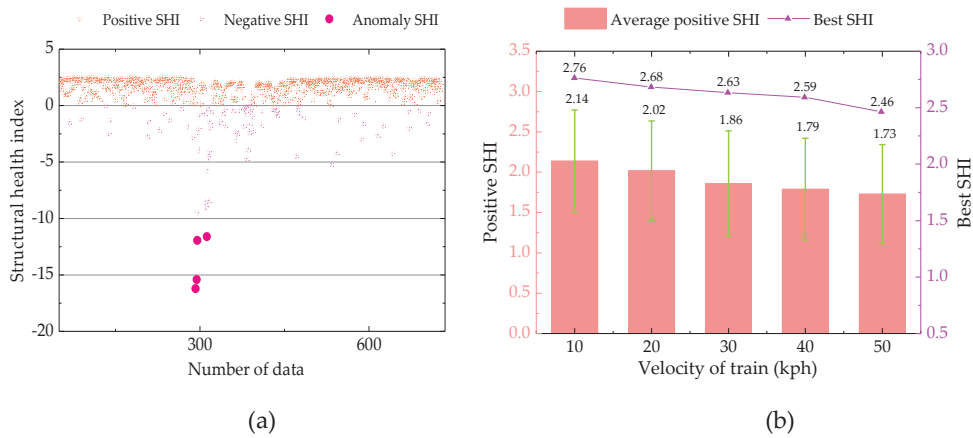 Positive SHI Negative SHI Anomaly SHI
5
0
-5
-10
-15
-20
Structural health index
300 600
Number of data
(a)
Average positive SHI Best SHI
3.5
3.0
2.5
2.0
1.5
1.0
0.5
0.0
Positive SHI
2.76 2.68 2.63 2.59 2.46
2.14 2.02 1.86 1.79 1.73
3.0
2.5
2.0
1.5
1.0
0.5
Best SHI
10 20 30 40 50
Velocity of train (kph)
(b)